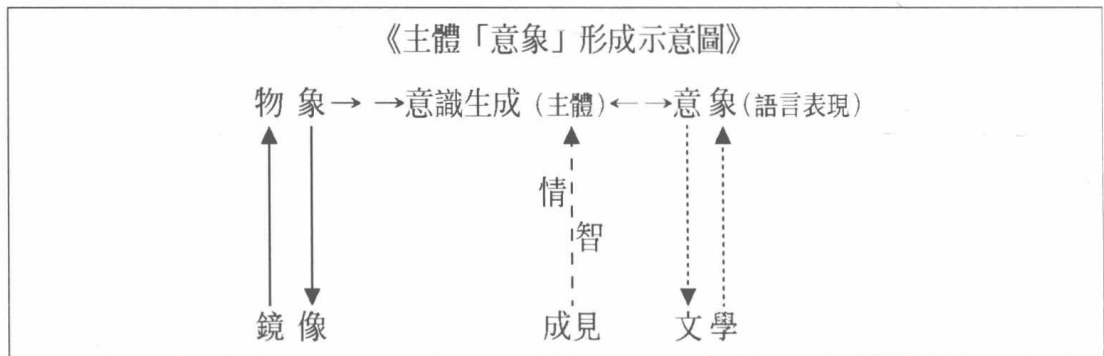 《主體「意象」形成示意圖》
物象→ →意識生成(主體)←→意象(語言表現)
情
智
鏡像 成見 文學